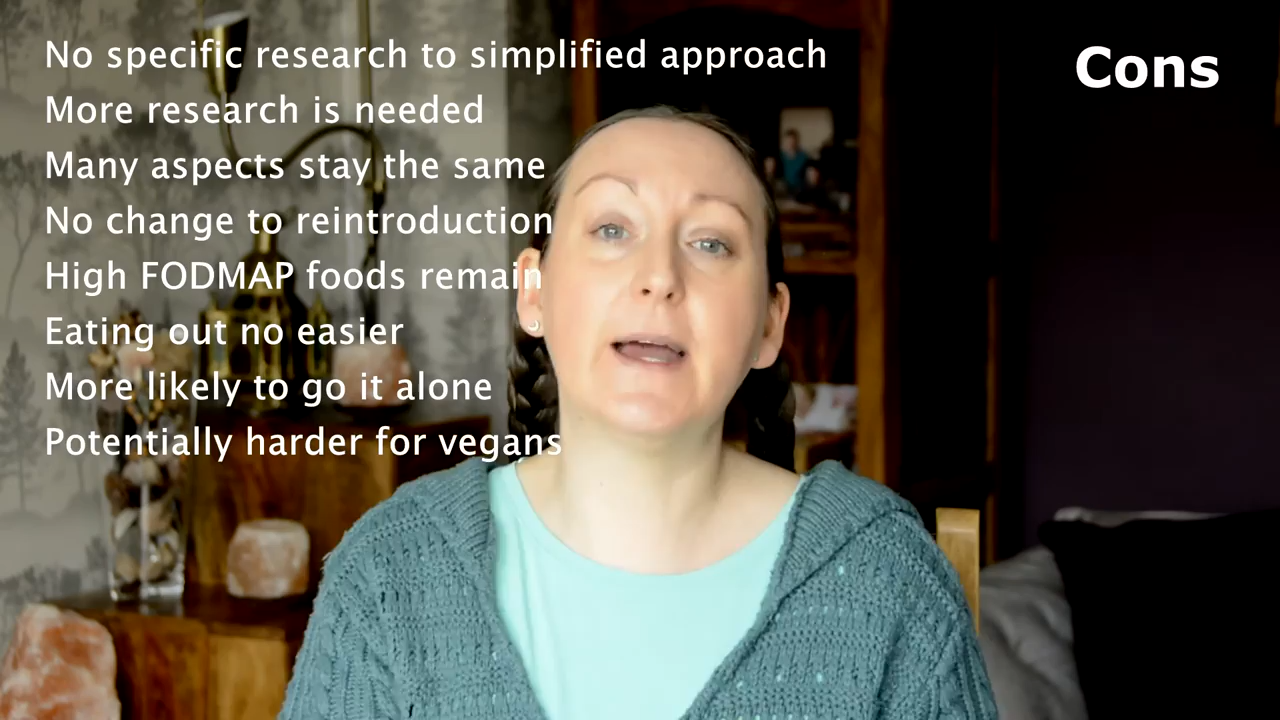 No specific research to simplified approach
Cons
More research is needed
Many aspects stay the same
No change to reintroduction
High FODMAP foods remain
Eating out no easier
More likely to go it alone
Potentially harder for vegans